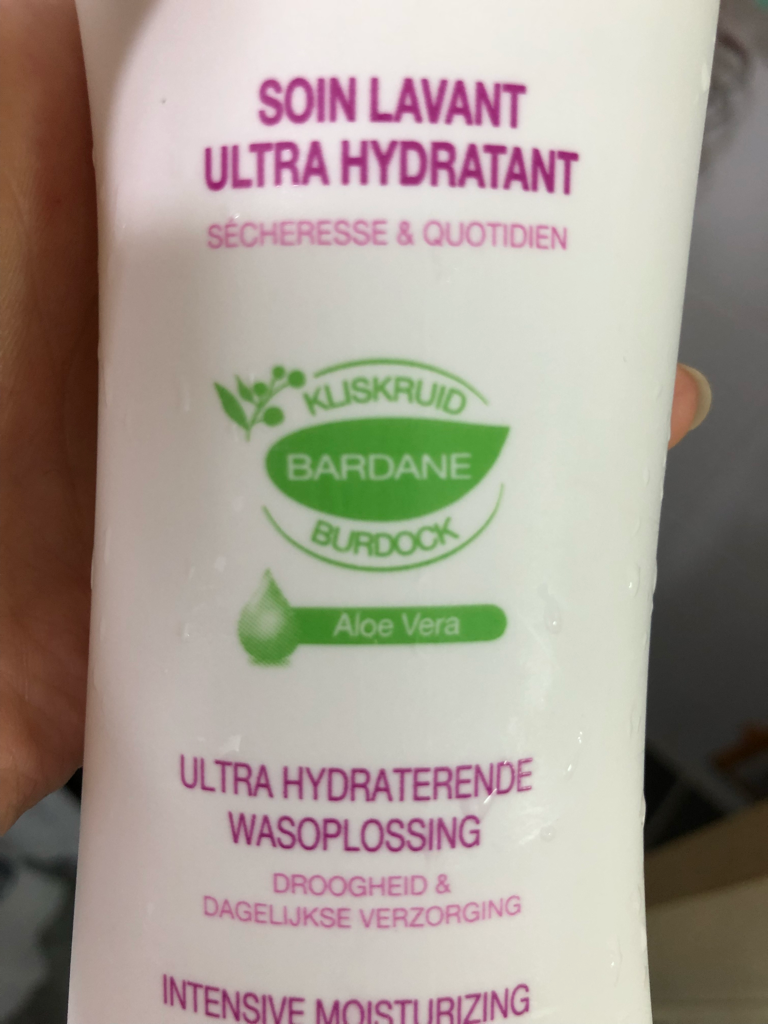 SOIN LAVANT
ULTRA HYDRATANT
SÉCHERESSE & QUOTIDIEN
KLISKRUID
BARDANE
BURDOCK
Aloe Vera
ULTRA HYDRATERENDE
WASOPLOSSING
DROOGHEID &
DAGELIJKSE VERZORGING
INTENSIVE MOISTURIZING